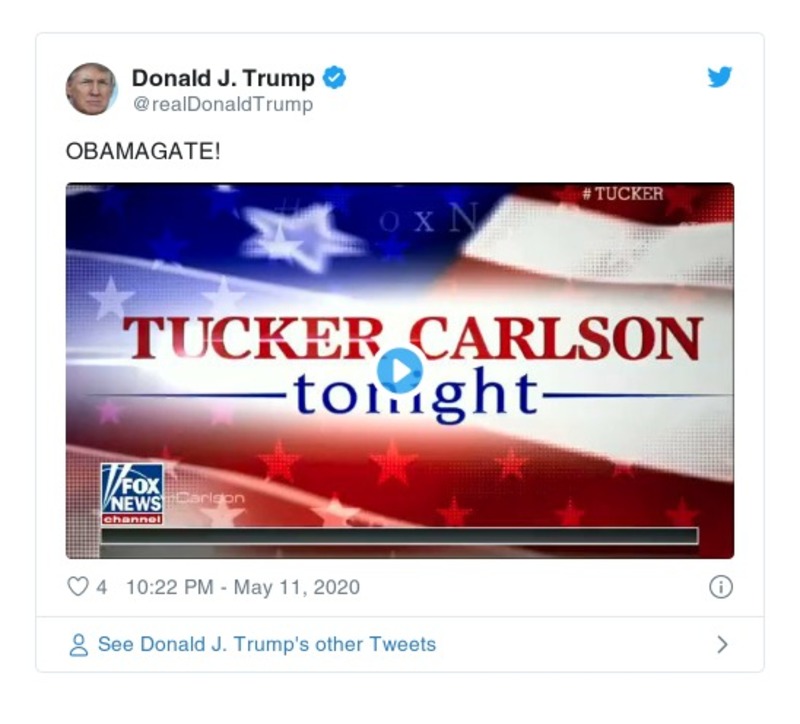 Donald J. Trump
@realDonaldTrump
OBAMAGATE!
# TUCKER
oxN
TUCKER CARLSON
tonight
FOX
NEWS
channel
rCarlson
4 10:22 PM - May 11, 2020
See Donald J. Trump's other Tweets